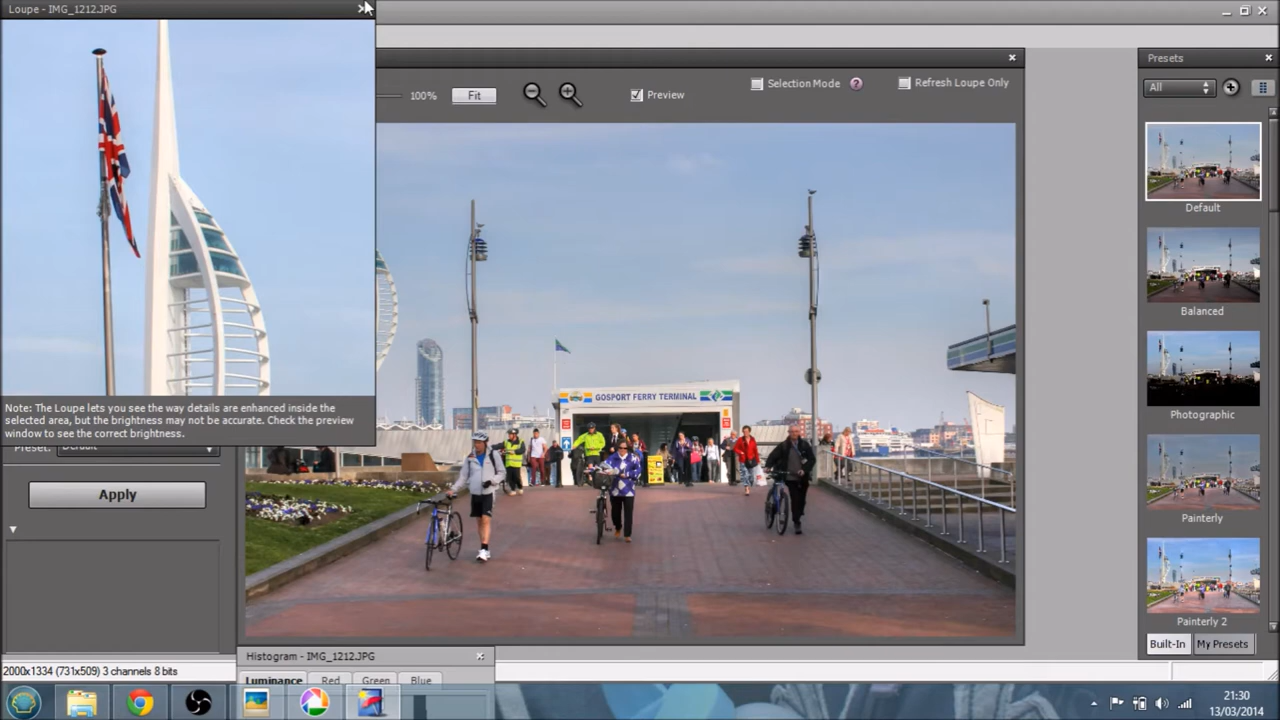 Loupe - IMG_1212.JPG
100%
Fit
Preview
Selection Mode
?
Refresh Loupe Only
Presets
All
Default
Balanced
Photographic
Painterly
Painterly 2
Built-In
My Presets
GOSPORT FERRY TERMINAL
Note: The Loupe lets you see the way details are enhanced inside the
selected area, but the brightness may not be accurate. Check the preview
window to see the correct brightness.
Preset:
Default
Apply
2000x1334 (731x509) 3 channels 8 bits
Histogram - IMG_1212.JPG
Luminance
Red
Green
Blue
21:30
13/03/2014